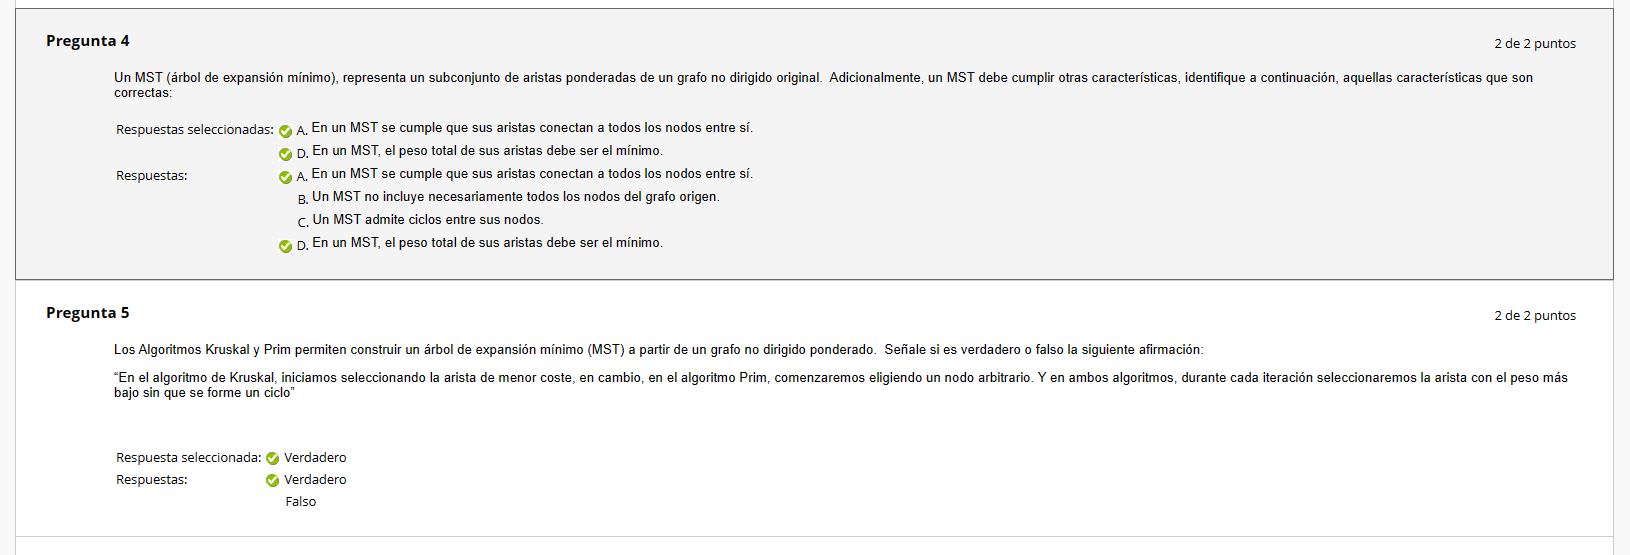 Pregunta 4
2 de 2 puntos
Un MST (árbol de expansión mínimo), representa un subconjunto de aristas ponderadas de un grafo no dirigido original.  Adicionalmente, un MST debe cumplir otras características, identifique a continuación, aquellas características que son
correctas:
Respuestas seleccionadas: A. En un MST se cumple que sus aristas conectan a todos los nodos entre sí.
D. En un MST, el peso total de sus aristas debe ser el mínimo.
Respuestas: A. En un MST se cumple que sus aristas conectan a todos los nodos entre sí.
B. Un MST no incluye necesariamente todos los nodos del grafo origen.
C. Un MST admite ciclos entre sus nodos.
D. En un MST, el peso total de sus aristas debe ser el mínimo.
Pregunta 5
2 de 2 puntos
Los Algoritmos Kruskal y Prim permiten construir un árbol de expansión mínimo (MST) a partir de un grafo no dirigido ponderado.  Señale si es verdadero o falso la siguiente afirmación:
“En el algoritmo de Kruskal, iniciamos seleccionando la arista de menor coste, en cambio, en el algoritmo Prim, comenzaremos eligiendo un nodo arbitrario. Y en ambos algoritmos, durante cada iteración seleccionaremos la arista con el peso más
bajo sin que se forme un ciclo”
Respuesta seleccionada: Verdadero
Respuestas: Verdadero
Falso